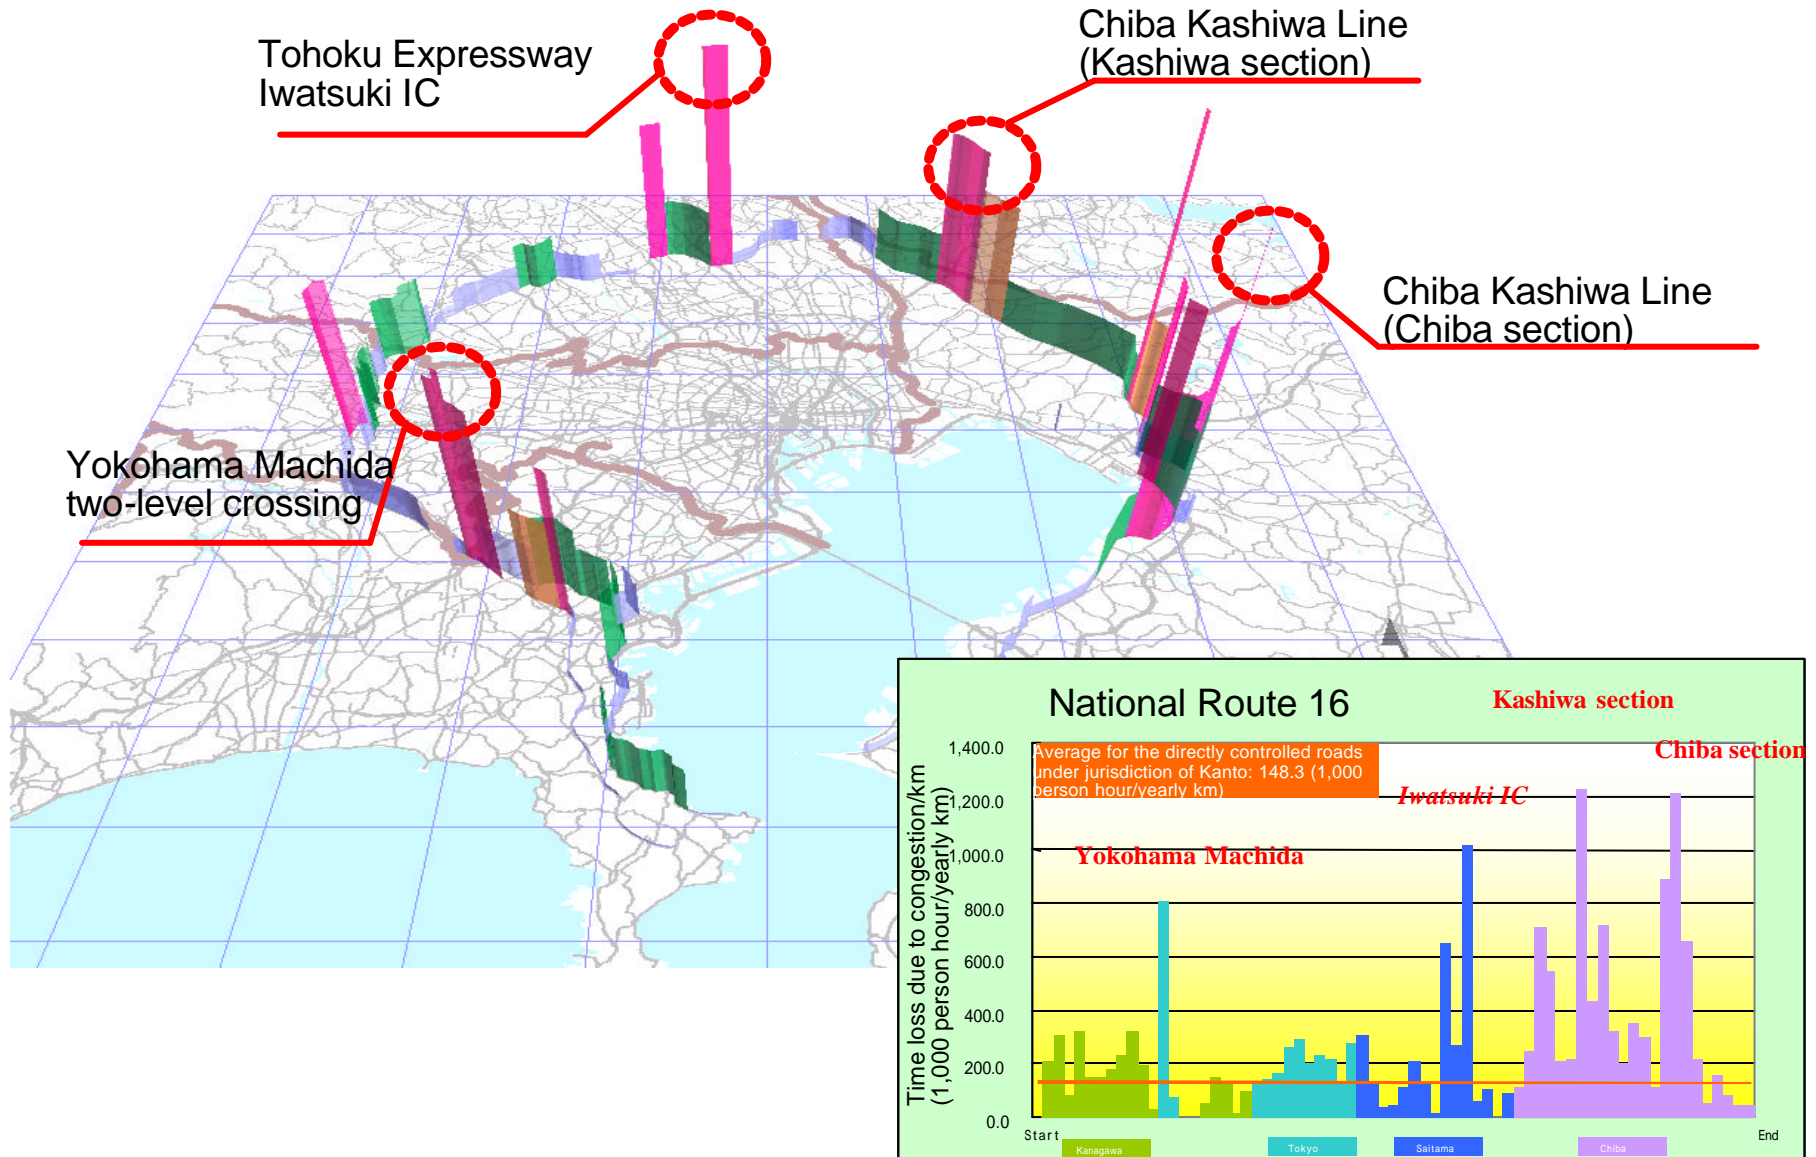 Tohoku Expressway
Iwatsuki IC
Chiba Kashiwa Line
(Kashiwa section)
Chiba Kashiwa Line
(Chiba section)
Yokohama Machida
two-level crossing
National Route 16
Kashiwa section
Chiba section
Iwatsuki IC
Yokohama Machida
Average for the directly controlled roads
under jurisdiction of Kanto: 148.3 (1,000
person hour/yearly km)
Time loss due to congestion/km
(1,000 person hour/yearly km)
1,400.0
1,200.0
1,000.0
800.0
600.0
400.0
200.0
0.0
Start
End
Kanagawa
Tokyo
Saitama
Chiba